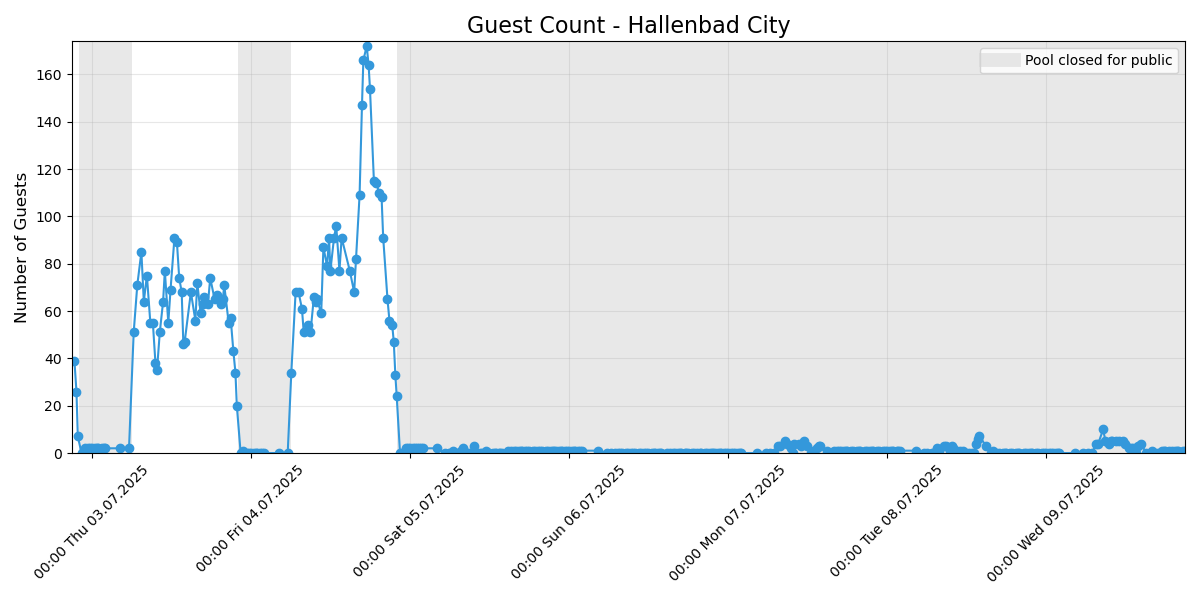 Guest Count - Hallenbad City
Pool closed for public
Number of Guests
160
140
120
100
80
60
40
20
0
00:00 Thu 03.07.2025
00:00 Fri 04.07.2025
00:00 Sat 05.07.2025
00:00 Sun 06.07.2025
00:00 Mon 07.07.2025
00:00 Tue 08.07.2025
00:00 Wed 09.07.2025